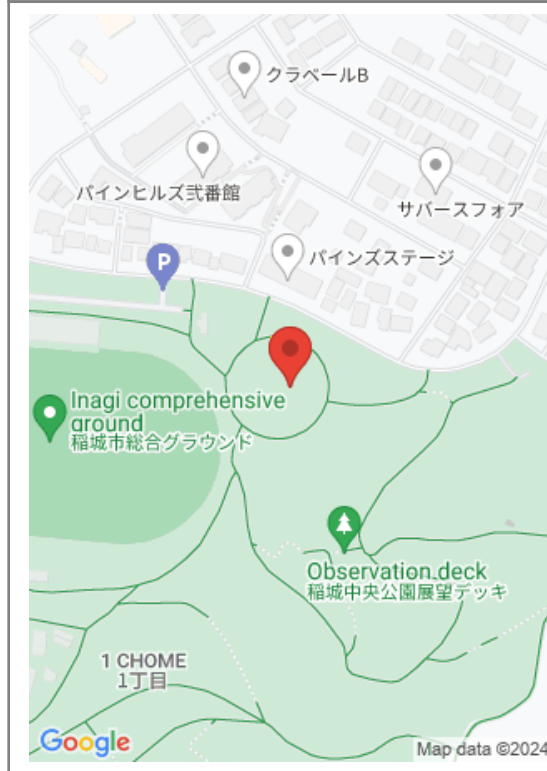 クラベールB
パインヒルズ弐番館
サバースフォア
パインズステージ
P
Inagi comprehensive
ground
稲城市総合グラウンド
Observation deck
稲城中央公園展望デッキ
1 CHOME
1丁目
Google
Map data ©2024